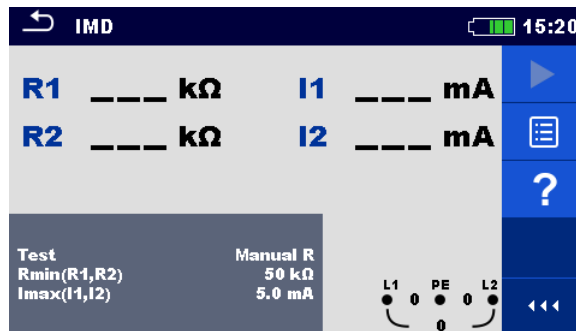 IMD 15:20
R1 ___ kΩ I1 ___ mA
R2 ___ kΩ I2 ___ mA
?
Test Manual R
Rmin(R1,R2) 50 kΩ
Imax(I1,I2) 5.0 mA
L1 PE L2
0 0
0